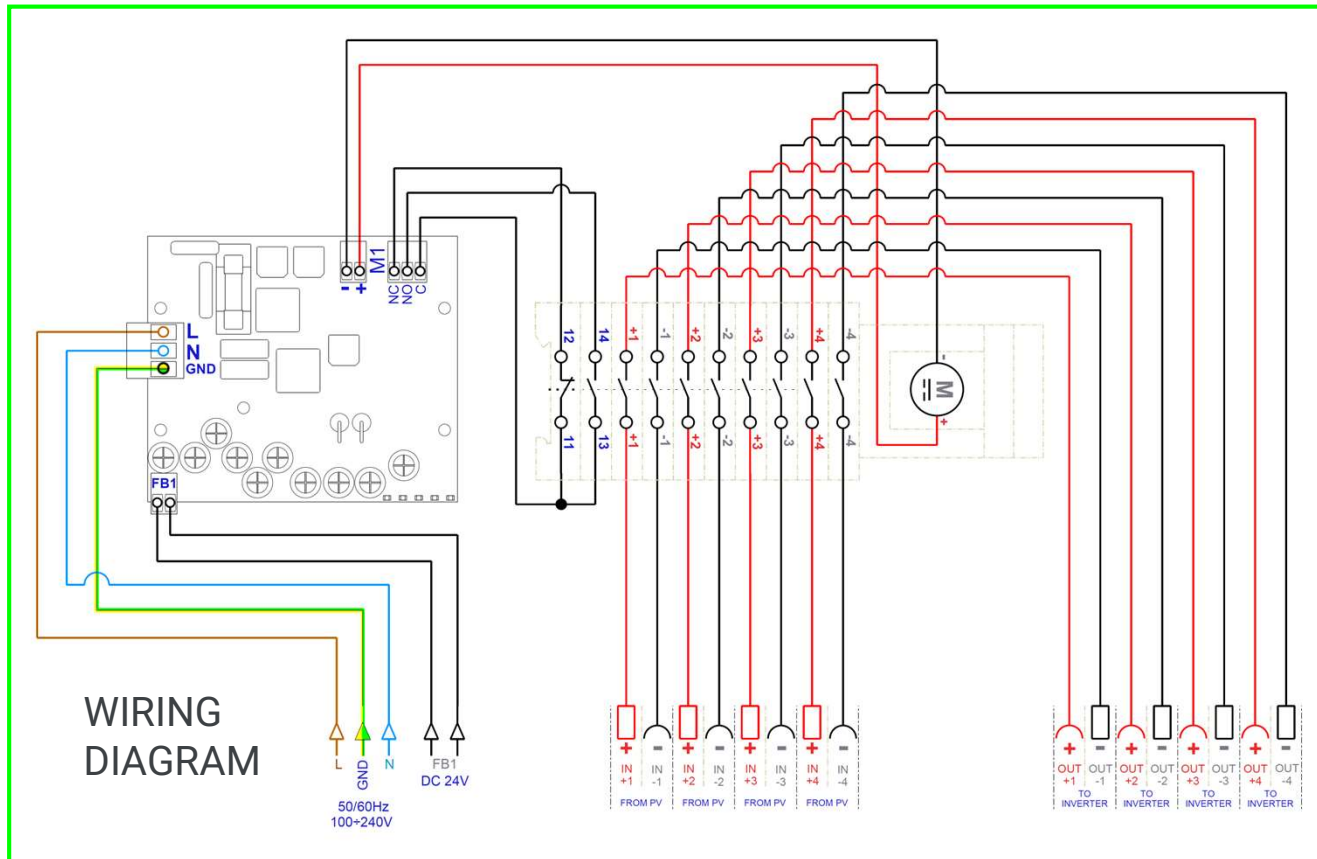 M1
- +
NC NO C
L
N
GND
12 14 +1 -1 +2 -2 +3 -3 +4 -4
-
M
+
11 13 +1 -1 +2 -2 +3 -3 +4 -4
FB1
WIRING
DIAGRAM
L GND N FB1
DC 24V
50/60Hz
100÷240V
+ - + - + - + -
IN IN IN IN IN IN IN IN
+1 -1 +2 -2 +3 -3 +4 -4
FROM PV FROM PV FROM PV FROM PV
+ - + - + - + -
OUT OUT OUT OUT OUT OUT OUT OUT
+1 -1 +2 -2 +3 -3 +4 -4
TO TO TO TO
INVERTER INVERTER INVERTER INVERTER